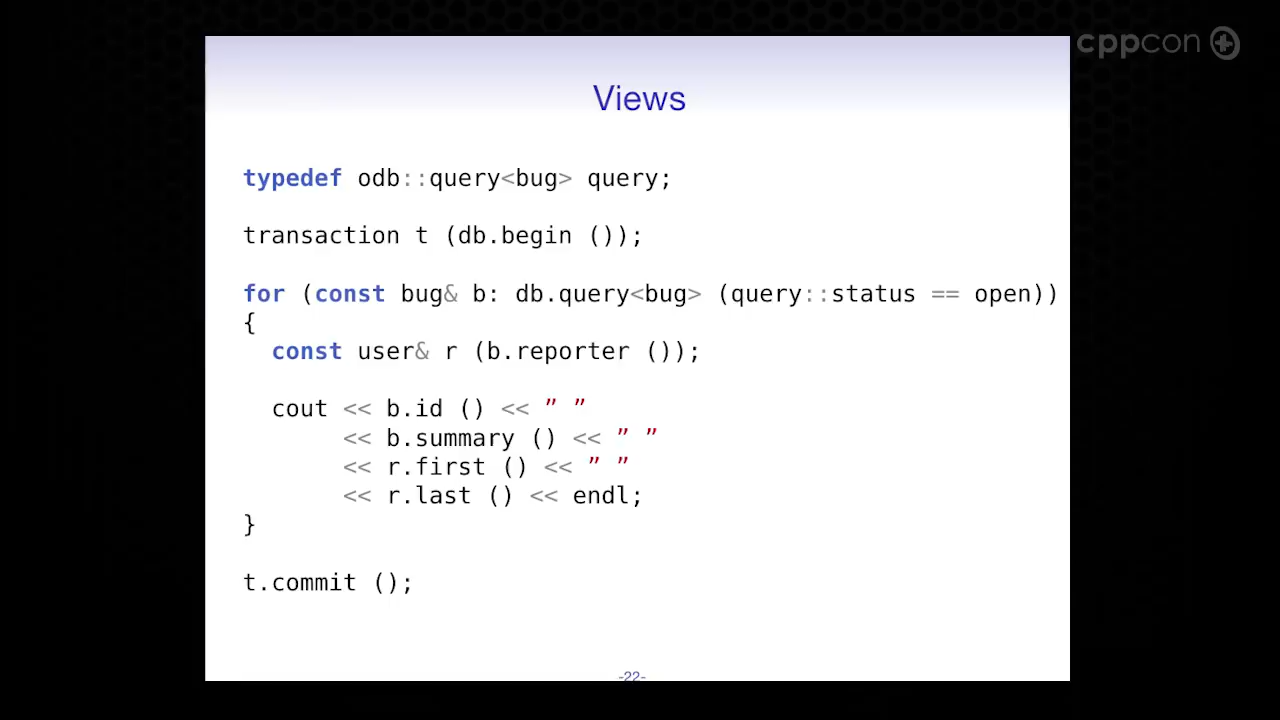 cppcon
Views
typedef odb::query<bug> query;
transaction t (db.begin ());
for (const bug& b: db.query<bug> (query::status == open))
{
const user& r (b.reporter ());
cout << b.id () << ” ”
<< b.summary () << ” ”
<< r.first () << ” ”
<< r.last () << endl;
}
t.commit ();
-22-